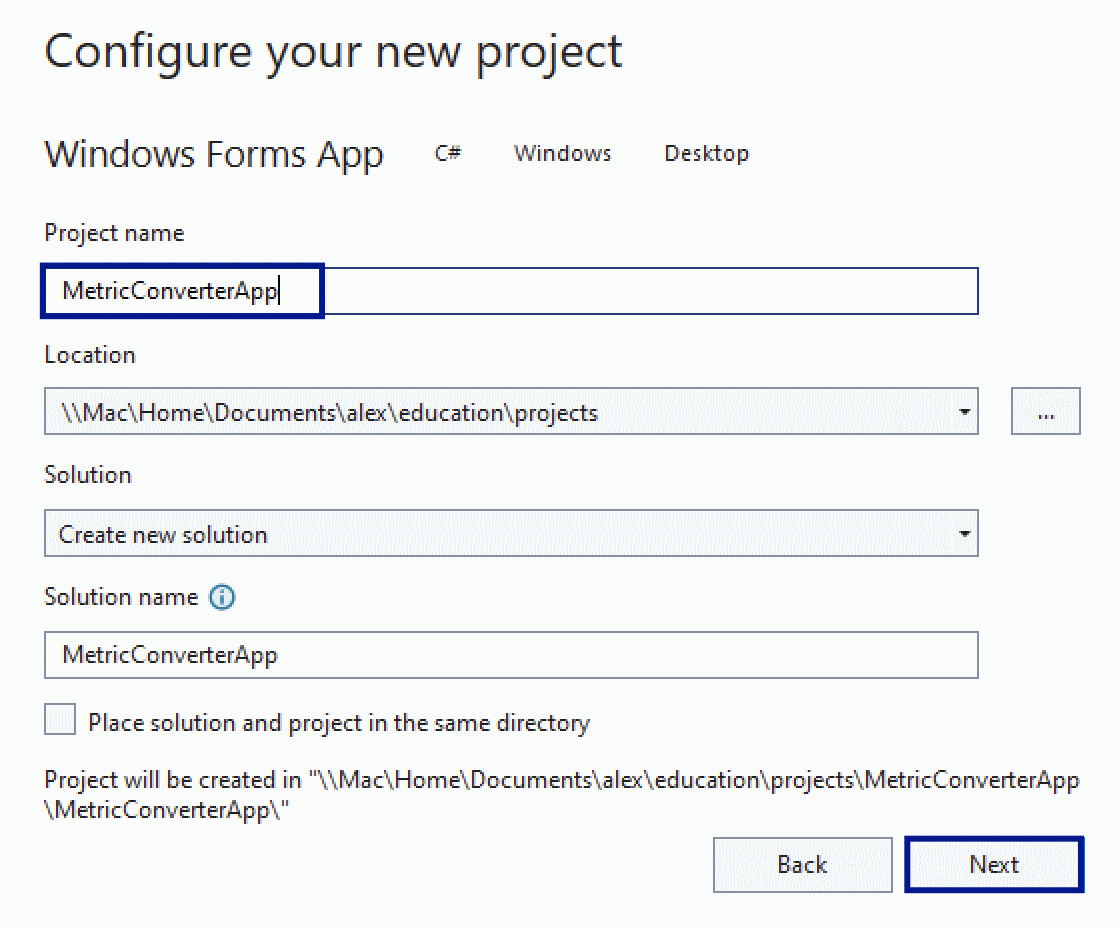 Configure your new project
Windows Forms App C# Windows Desktop
Project name
MetricConverterApp
Location
\\Mac\Home\Documents\alex\education\projects
...
Solution
Create new solution
Solution name
MetricConverterApp
Place solution and project in the same directory
Project will be created in "\\Mac\Home\Documents\alex\education\projects\MetricConverterApp
\MetricConverterApp\"
Back Next